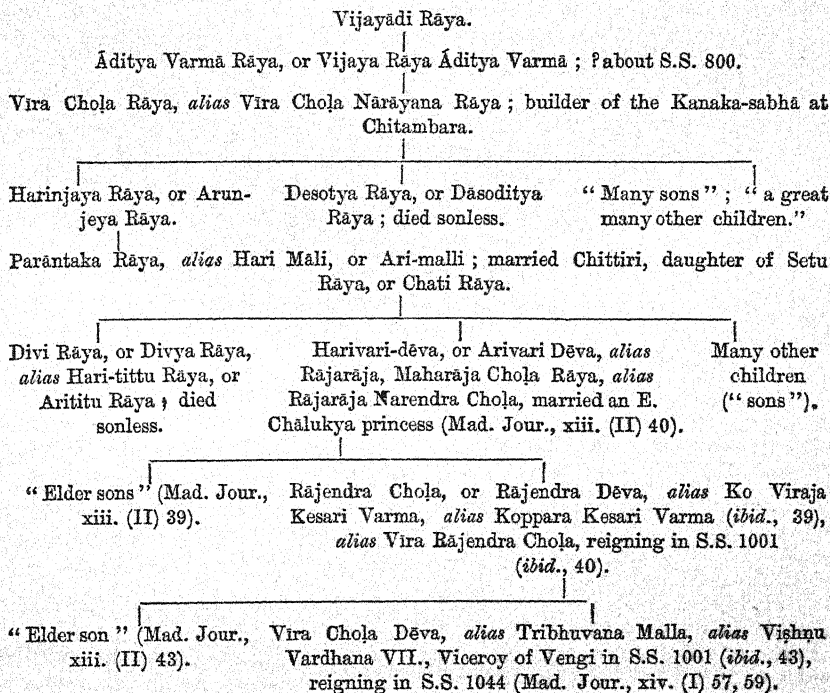 Vijayādi Rāya.
Áditya Varmā Rāya, or Vijaya Rāya Áditya Varmā ; ? about S.S. 800.
Vīra Choḷa Rāya, alias Vīra Choḷa Nārāyana Rāya ; builder of the Kanaka-sabhā at
Chitambara.
Harinjaya Rāya, or Arun-
jeya Rāya.
Desotya Rāya, or Dāsoditya
Rāya ; died sonless.
“ Many sons ” ; “ a great
many other children.”
Parāntaka Rāya, alias Hari Māli, or Ari-malli ; married Chittiri, daughter of Setu
Rāya, or Chati Rāya.
Divi Rāya, or Divya Rāya,
alias Hari-tittu Rāya, or
Arititu Rāya ; died
sonless.
Harivari-dēva, or Arivari Dēva, alias
Rājarāja, Maharāja Chola Rāya, alias
Rājarāja Narendra Chola, married an E.
Chālukya princess (Mad. Jour., xiii. (II) 40).
Many other
children
(“ sons ”).
“ Elder sons ” (Mad. Jour.,
xiii. (II) 39).
Rājendra Chola, or Rājendra Dēva, alias Ko Viraja
Kesari Varma, alias Koppara Kesari Varma (ibid., 39),
alias Vīra Rājendra Chola, reigning in S.S. 1001
(ibid., 40).
“ Elder son ” (Mad. Jour.,
xiii. (II) 43).
Vīra Choḷa Dēva, alias Tribhuvana Malla, alias Vishṇu
Vardhana VII., Viceroy of Vengi in S.S. 1001 (ibid., 43),
reigning in S.S. 1044 (Mad. Jour., xiv. (I) 57, 59).